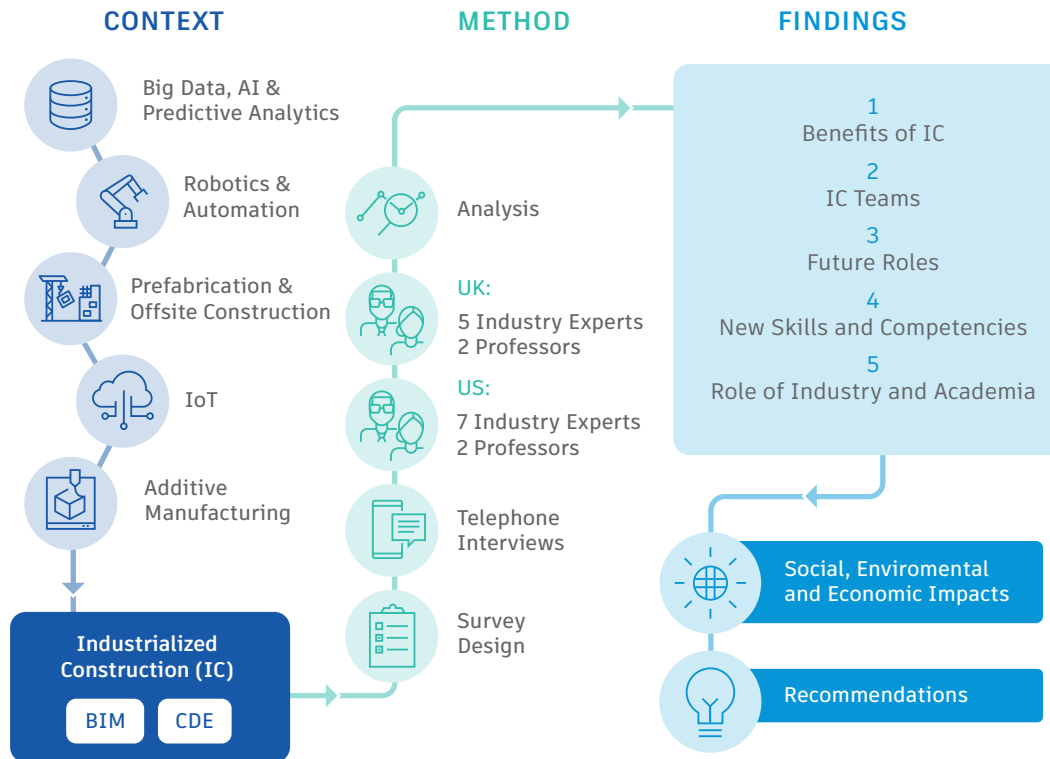 CONTEXT
Big Data, AI &
Predictive Analytics
Robotics &
Automation
Prefabrication &
Offsite Construction
IoT
Additive
Manufacturing
Industrialized
Construction (IC)
BIM
CDE
METHOD
Analysis
UK:
5 Industry Experts
2 Professors
US:
7 Industry Experts
2 Professors
Telephone
Interviews
Survey
Design
FINDINGS
1
Benefits of IC
2
IC Teams
3
Future Roles
4
New Skills and Competencies
5
Role of Industry and Academia
Social, Enviromental
and Economic Impacts
Recommendations